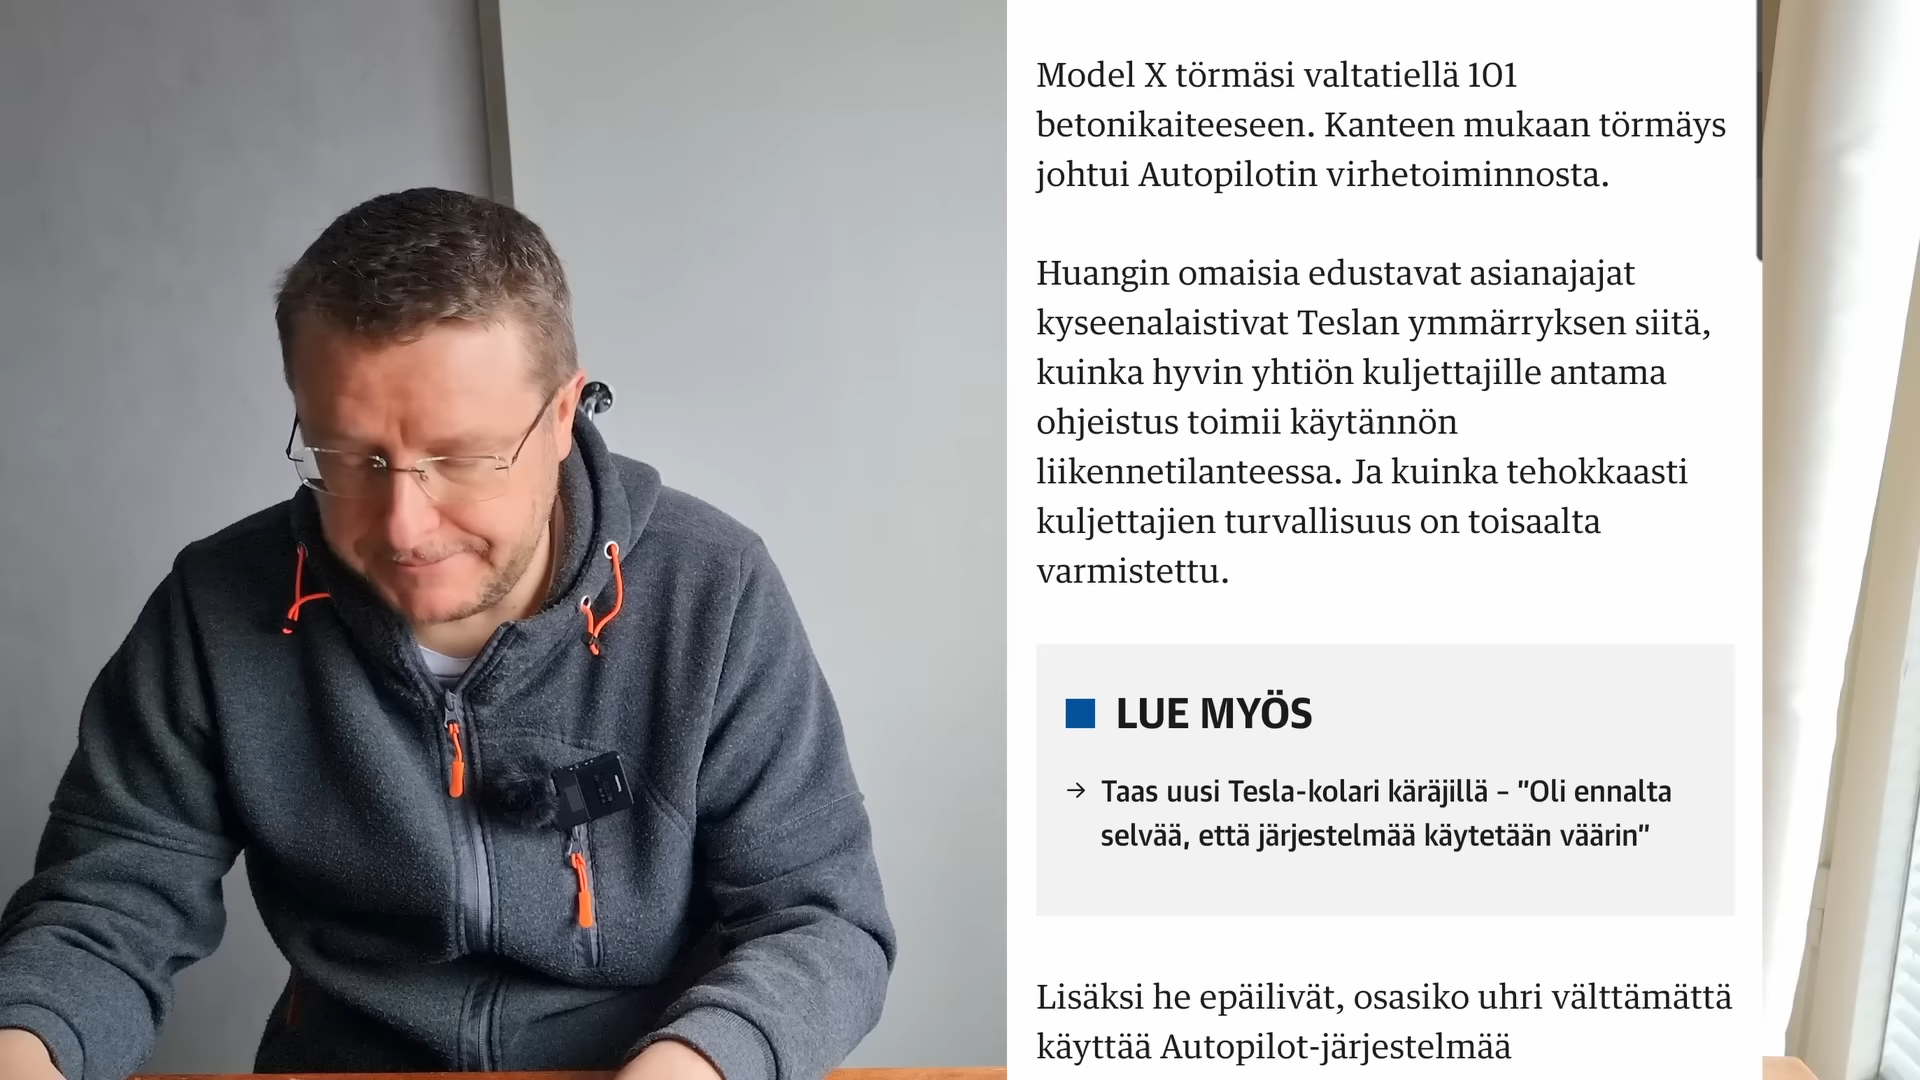 Model X törmäsi valtatiellä 101
betonikaiteeseen. Kanteen mukaan törmäys
johtui Autopilotin virhetoiminnosta.
Huangin omaisia edustavat asianajajat
kyseenalaistivat Teslan ymmärryksen siitä,
kuinka hyvin yhtiön kuljettajille antama
ohjeistus toimii käytännön
liikennetilanteessa. Ja kuinka tehokkaasti
kuljettajien turvallisuus on toisaalta
varmistettu.
LUE MYÖS
→ Taas uusi Tesla-kolari käräjillä – ”Oli ennalta
selvää, että järjestelmää käytetään väärin”
Lisäksi he epäilivät, osasiko uhri välttämättä
käyttää Autopilot-järjestelmää